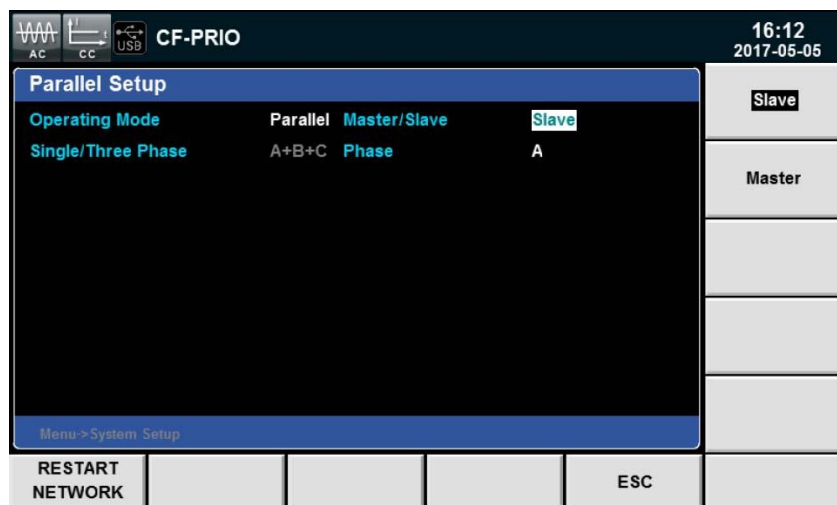 AC CC USB CF-PRIO 16:12
2017-05-05
Parallel Setup
Operating Mode Parallel Master/Slave Slave
Single/Three Phase A+B+C Phase A
Menu->System Setup
Slave
Master
RESTART
NETWORK
ESC